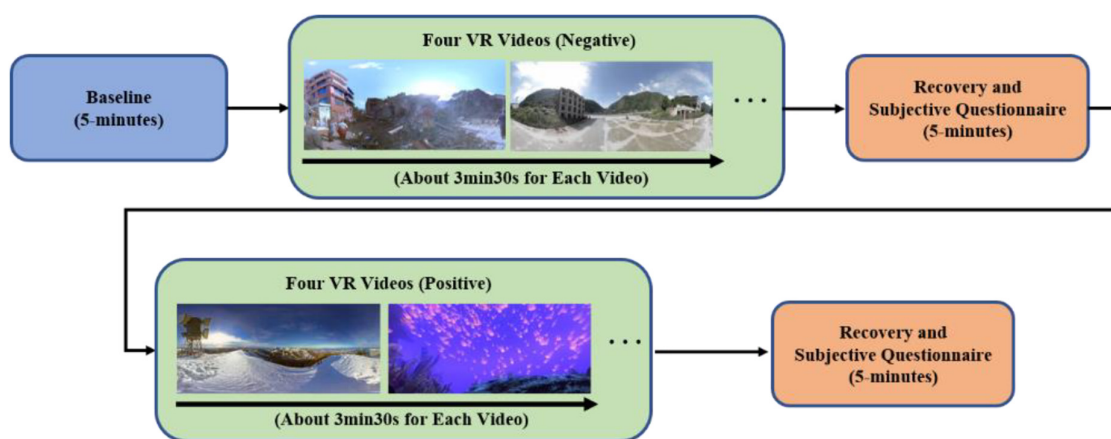 Baseline
(5-minutes)
Four VR Videos (Negative)
. . .
(About 3min30s for Each Video)
Recovery and
Subjective Questionnaire
(5-minutes)
Four VR Videos (Positive)
. . .
(About 3min30s for Each Video)
Recovery and
Subjective Questionnaire
(5-minutes)